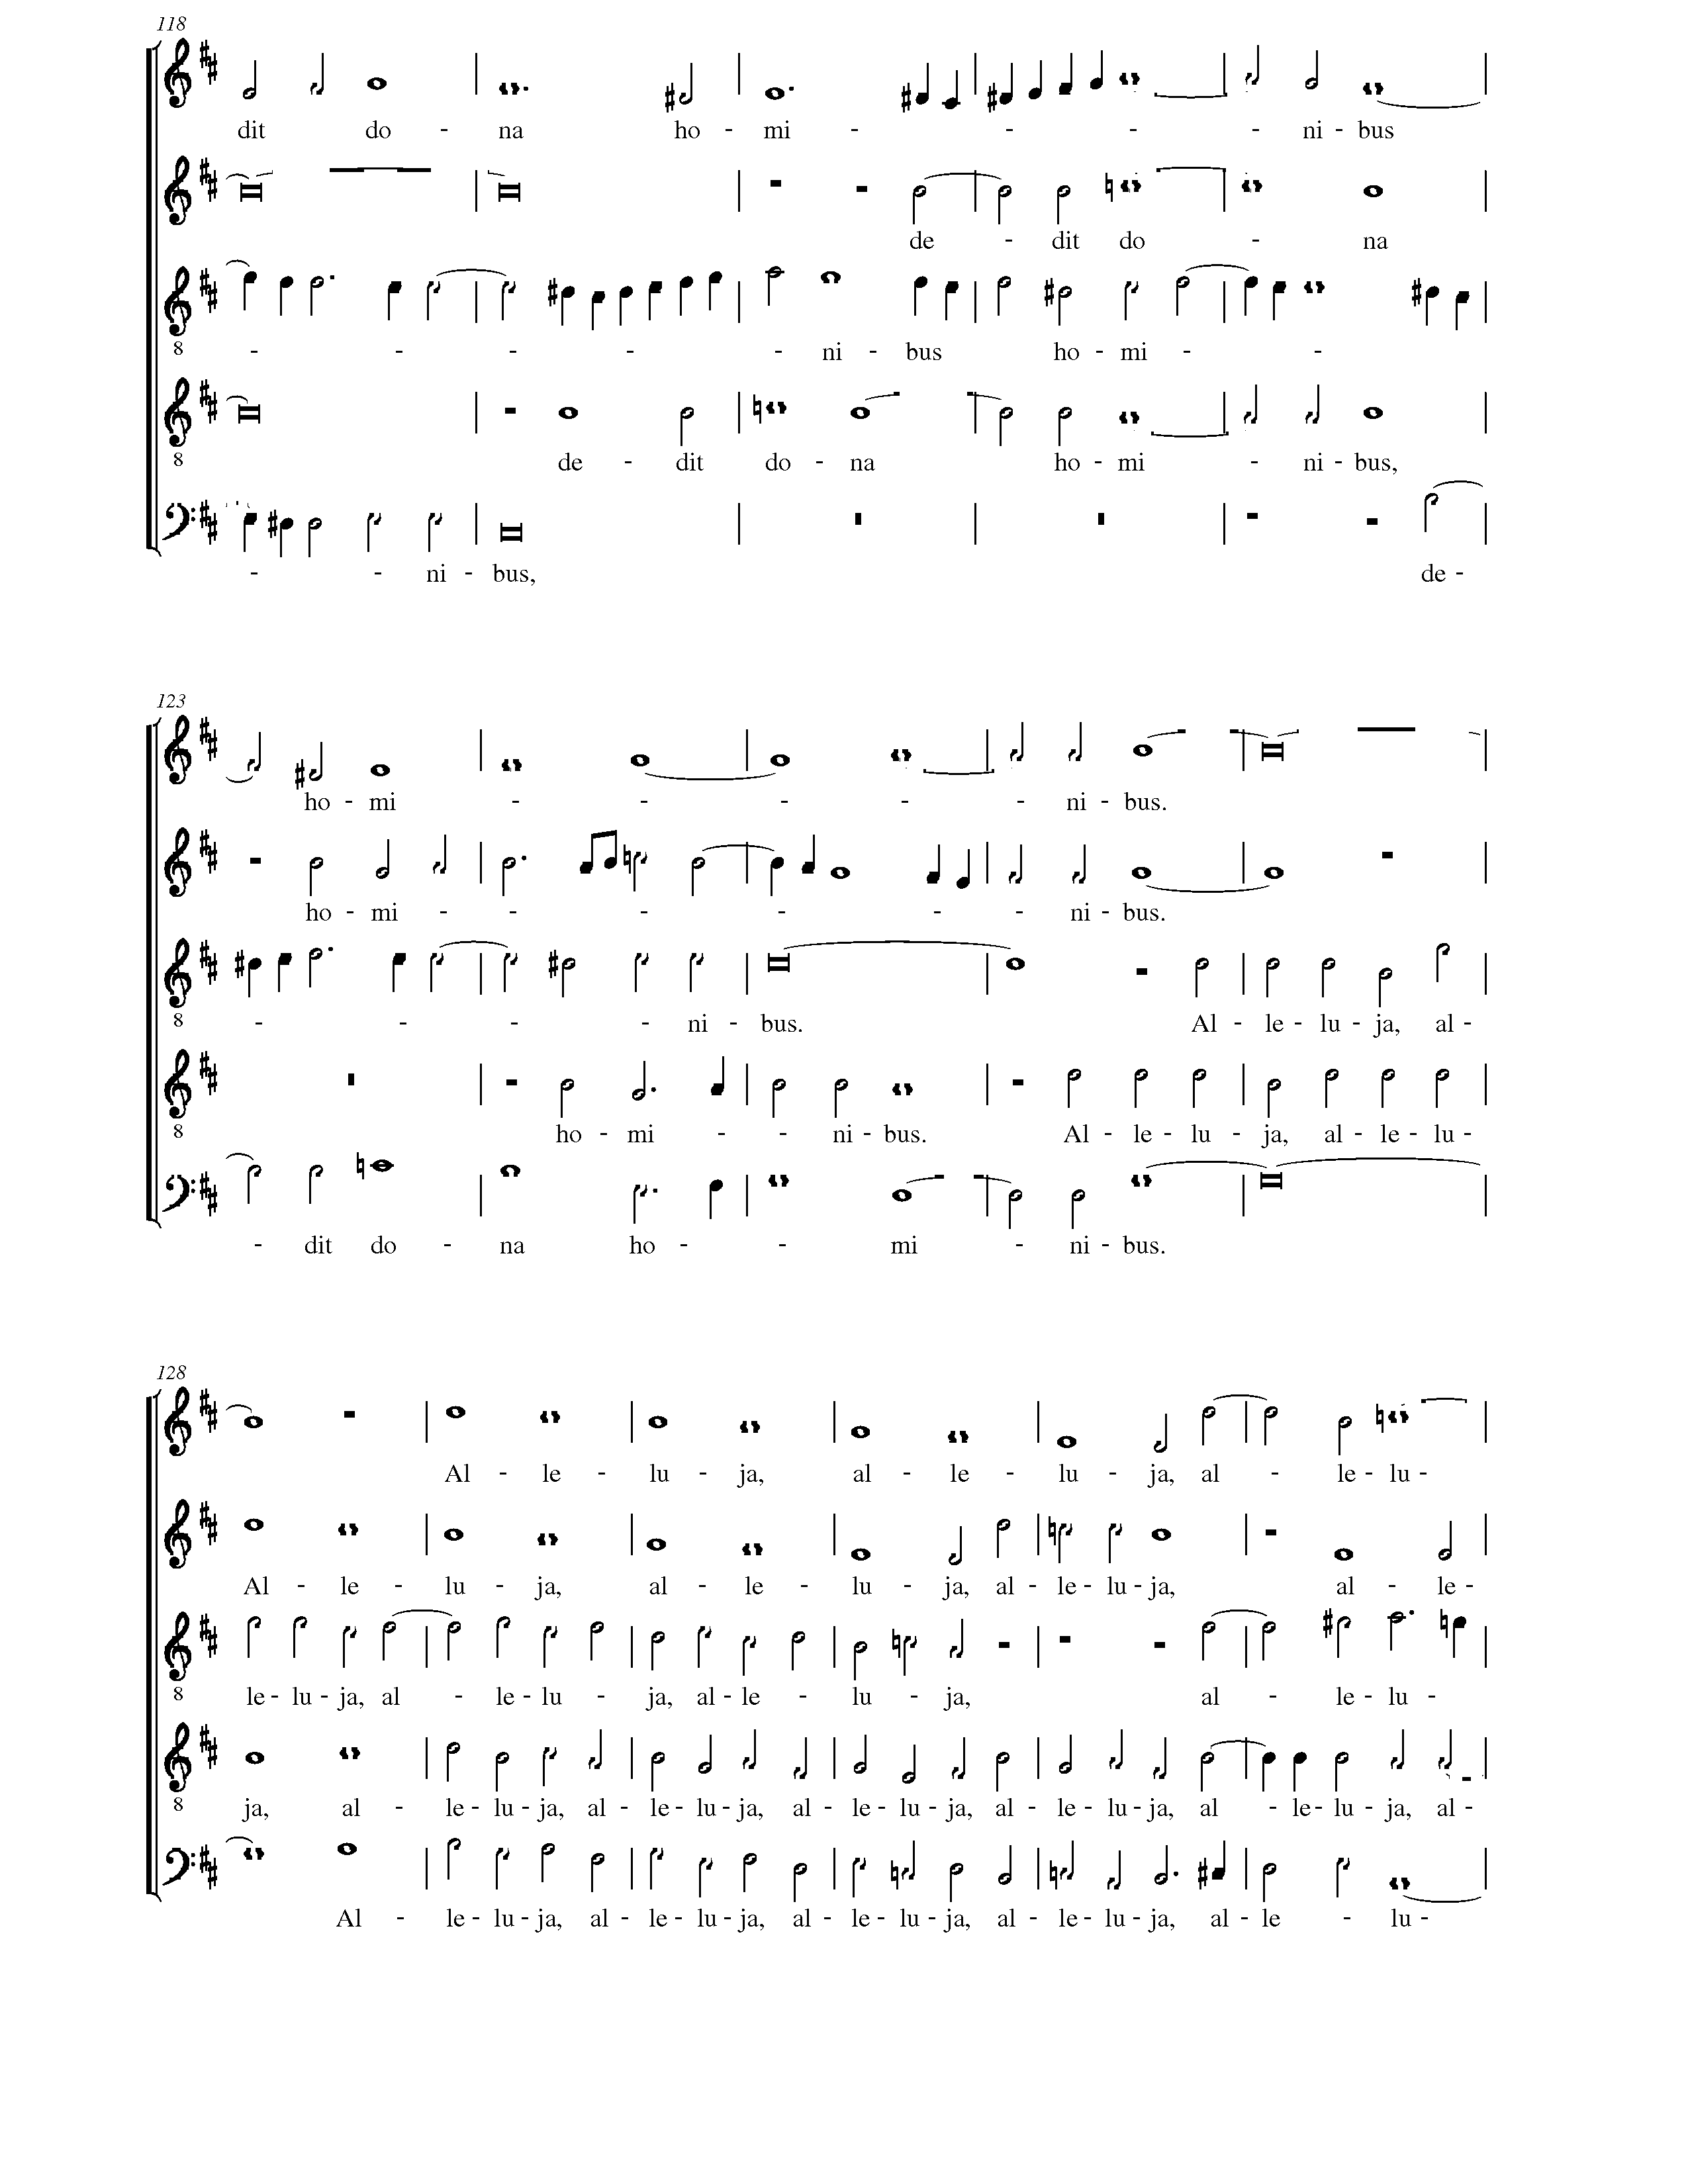 118
dit do - na ho - mi - - - - ni - bus
de - dit do - na
8 - - - - - ni - bus ho - mi - -
8 de - dit do - na ho - mi - ni - bus,
- - ni - bus, de -
123
ho - mi - - - - - ni - bus.
ho - mi - - - - - - ni - bus.
8 - - - - ni - bus. Al - le - lu - ja, al -
8 ho - mi - - ni - bus. Al - le - lu - ja, al - le - lu -
- dit do - na ho - - mi - ni - bus.
128
Al - le - lu - ja, al - le - lu - ja, al - le - lu -
Al - le - lu - ja, al - le - lu - ja, al - le - lu - ja, al - le -
8 le - lu - ja, al - le - lu - ja, al - le - lu - ja, al - le - lu -
8 ja, al - le - lu - ja, al - le - lu - ja, al - le - lu - ja, al - le - lu - ja, al - le - lu - ja, al -
Al - le - lu - ja, al - le - lu - ja, al - le - lu - ja, al - le - lu - ja, al - le - lu -